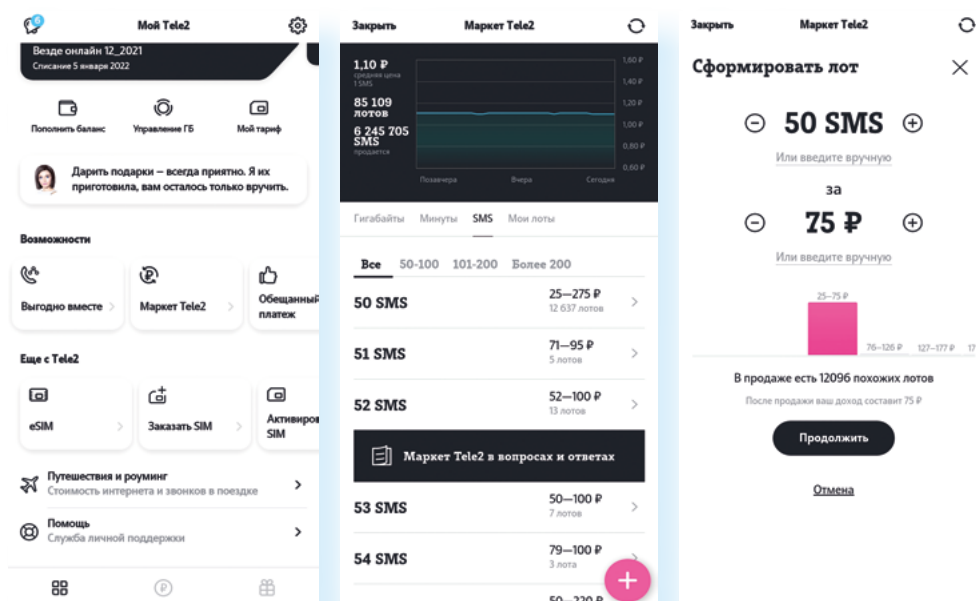 6
Мой Tele2
Везде онлайн 12_2021
Списание 5 января 2022
Пополнить баланс
Управление ГБ
Мой тариф
Дарить подарки — всегда приятно. Я их
приготовила, вам осталось только вручить.
Возможности
Выгодно вместе
Маркет Tele2
Обещанный
платеж
Еще с Tele2
eSIM
Заказать SIM
Активиров
SIM
Путешествия и роуминг
Стоимость интернета и звонков в поездке
Помощь
Служба личной поддержки
Закрыть
Маркет Tele2
1,10 ₽
средняя цена
1 SMS
85 109
лотов
6 245 705
SMS
продается
1,60 ₽
1,40 ₽
1,20 ₽
1,00 ₽
0,80 ₽
0,60 ₽
Позавчера
Вчера
Сегодня
Гигабайты
Минуты
SMS
Мои лоты
Все
50-100
101-200
Более 200
50 SMS
25—275 ₽
12 637 лотов
51 SMS
71—95 ₽
5 лотов
52 SMS
52—100 ₽
13 лотов
Маркет Tele2 в вопросах и ответах
53 SMS
50—100 ₽
7 лотов
54 SMS
79—100 ₽
3 лота
50—220 ₽
Закрыть
Маркет Tele2
Сформировать лот
50 SMS
Или введите вручную
за
75 ₽
Или введите вручную
25—75 ₽
76—126 ₽
127—177 ₽
17
В продаже есть 12096 похожих лотов
После продажи ваш доход составит 75 ₽
Продолжить
Отмена